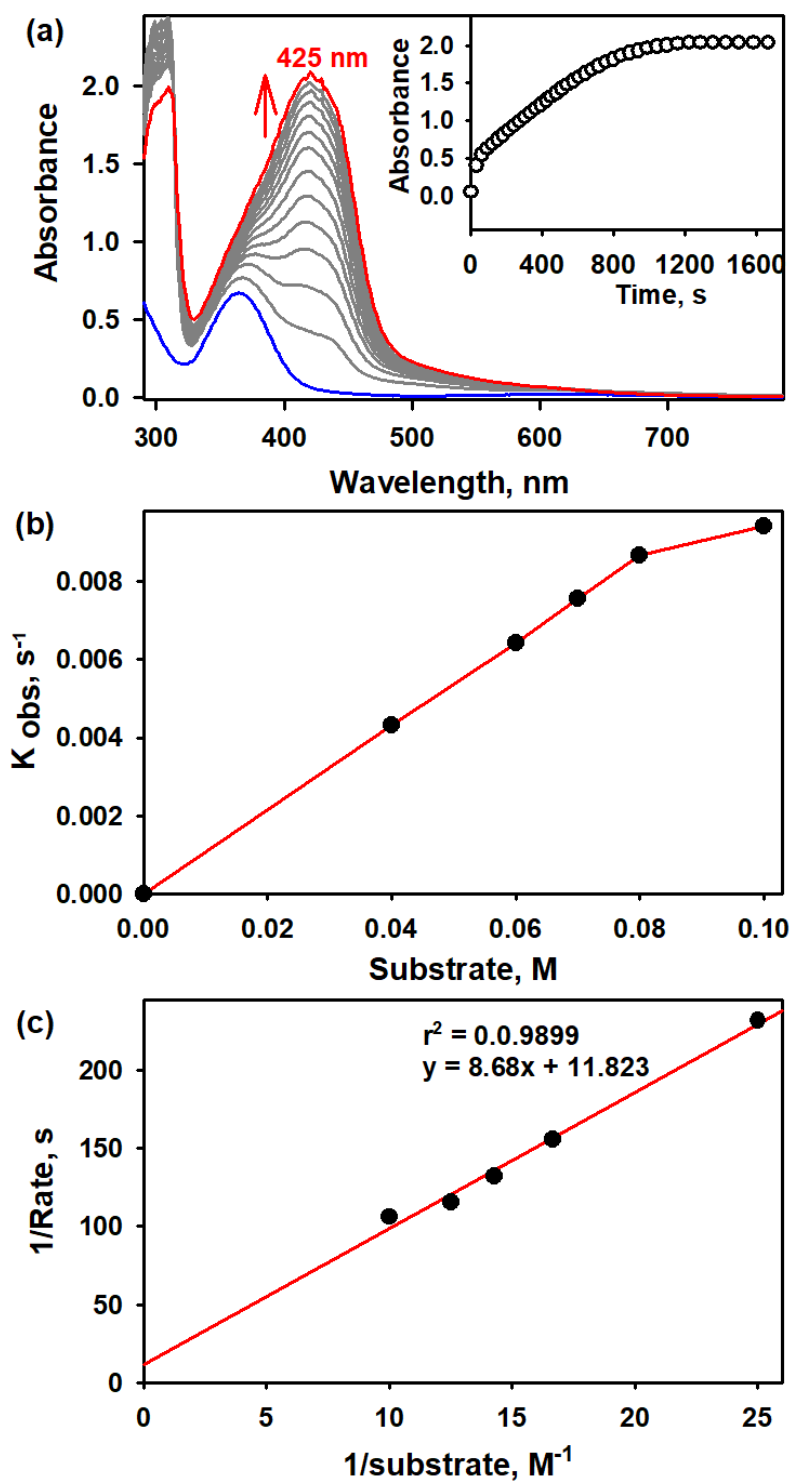 (a)
425 nm
Absorbance
2.0
1.5
1.0
0.5
0.0
300 400 500 600 700
Wavelength, nm
Absorbance
2.0
1.5
1.0
0.5
0.0
0 400 800 1200 1600
Time, s
(b)
K obs, s⁻¹
0.008
0.006
0.004
0.002
0.000
0.00 0.02 0.04 0.06 0.08 0.10
Substrate, M
(c)
r² = 0.0.9899
y = 8.68x + 11.823
1/Rate, s
200
150
100
50
0
0 5 10 15 20 25
1/substrate, M⁻¹